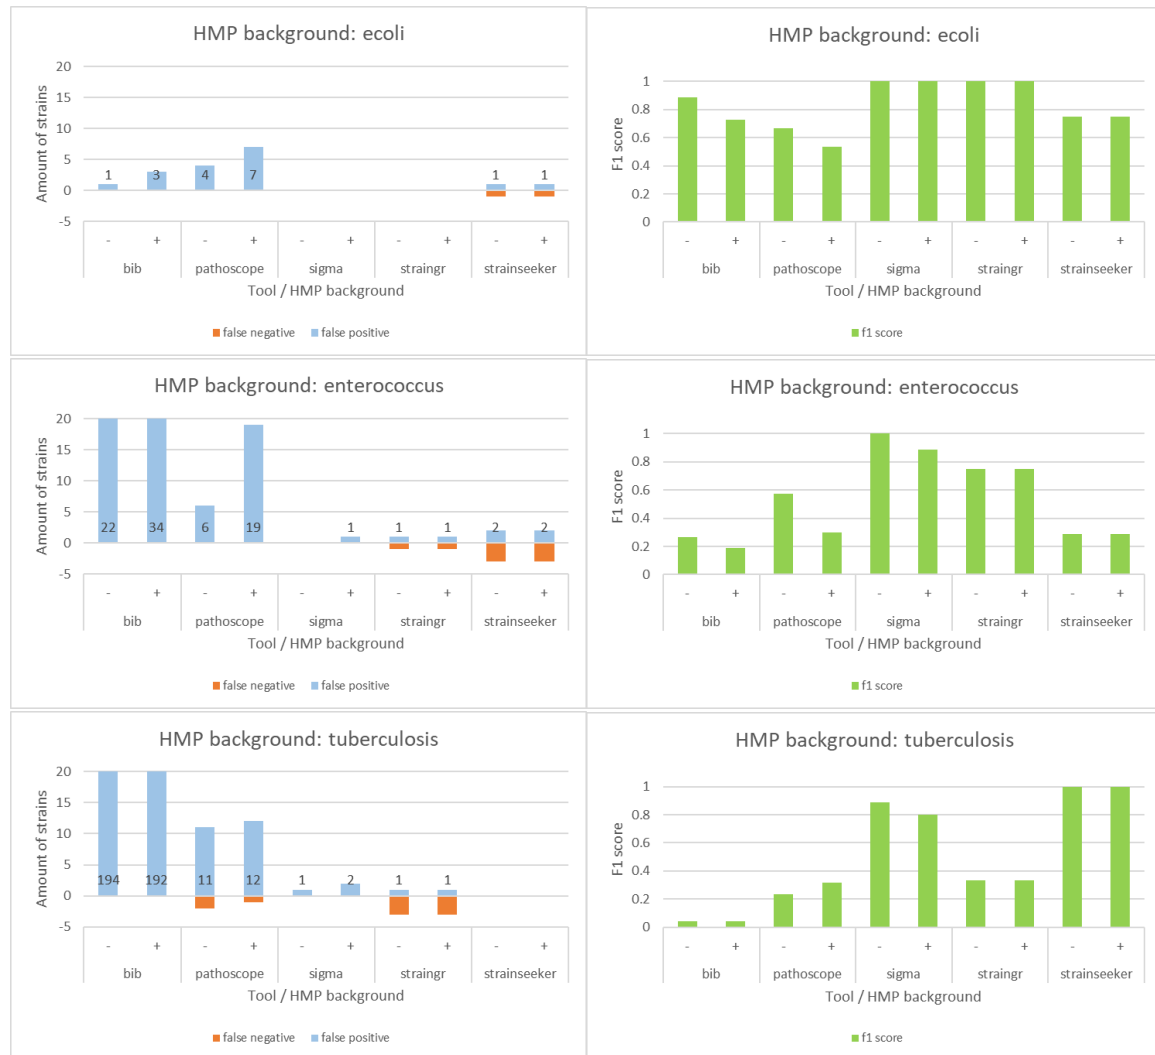 HMP background: ecoli
Amount of strains
20
15
10
5
0
-5
1 3 4 7 1 1
- + - + - + - + - +
bib pathoscope sigma straingr strainseeker
Tool / HMP background
false negative false positive
HMP background: ecoli
F1 score
1
0.8
0.6
0.4
0.2
0
- + - + - + - + - +
bib pathoscope sigma straingr strainseeker
Tool / HMP background
f1 score
HMP background: enterococcus
Amount of strains
20
15
10
5
0
-5
22 34 6 19 1 1 1 2 2
- + - + - + - + - +
bib pathoscope sigma straingr strainseeker
Tool / HMP background
false negative false positive
HMP background: enterococcus
F1 score
1
0.8
0.6
0.4
0.2
0
- + - + - + - + - +
bib pathoscope sigma straingr strainseeker
Tool / HMP background
f1 score
HMP background: tuberculosis
Amount of strains
20
15
10
5
0
-5
194 192 11 12 1 2 1 1
- + - + - + - + - +
bib pathoscope sigma straingr strainseeker
Tool / HMP background
false negative false positive
HMP background: tuberculosis
F1 score
1
0.8
0.6
0.4
0.2
0
- + - + - + - + - +
bib pathoscope sigma straingr strainseeker
Tool / HMP background
f1 score